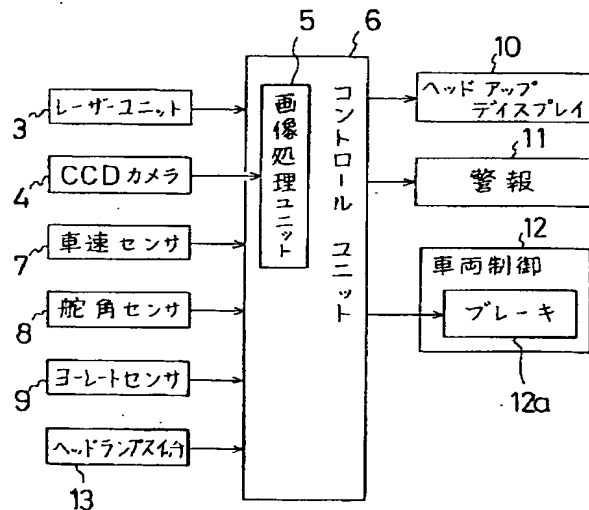 5
6
3
レーザーユニット
4
CCDカメラ
7
車速センサ
8
舵角センサ
9
ヨーレートセンサ
13
ヘッドランプスイッチ
画像処理ユニット
コントロール ユニット
10
ヘッド アップ
ディスプレイ
11
警報
12
車両制御
ブレーキ
12a